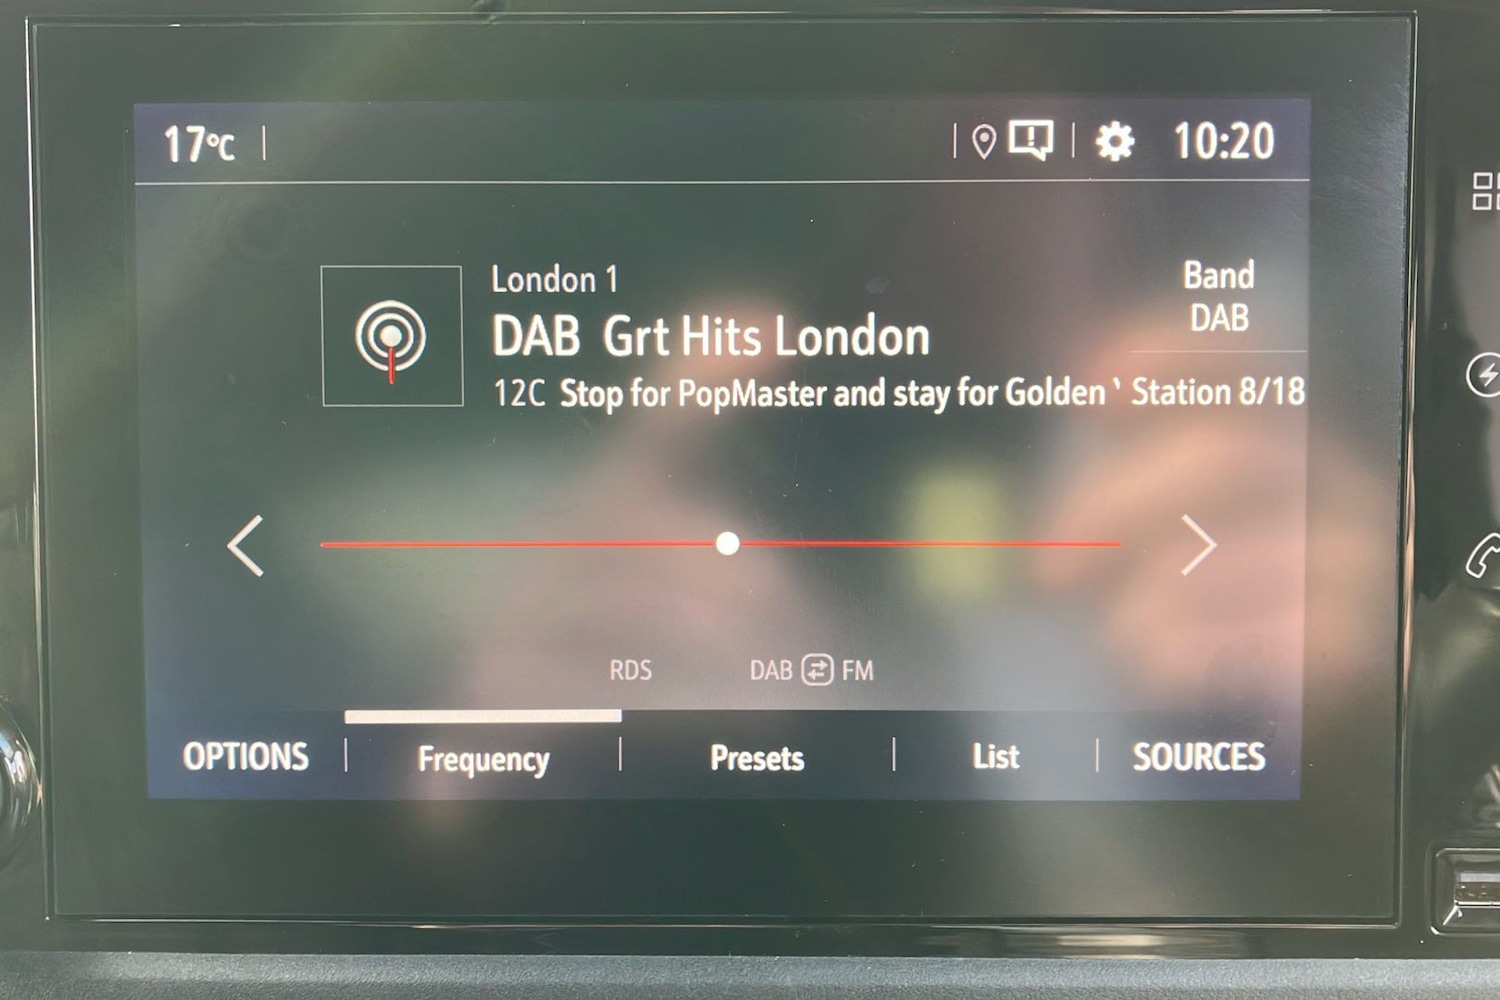 17°C 10:20
London 1
DAB Grt Hits London
12C Stop for PopMaster and stay for Golden
Band
DAB
Station 8/18
RDS DAB FM
OPTIONS Frequency Presets List SOURCES